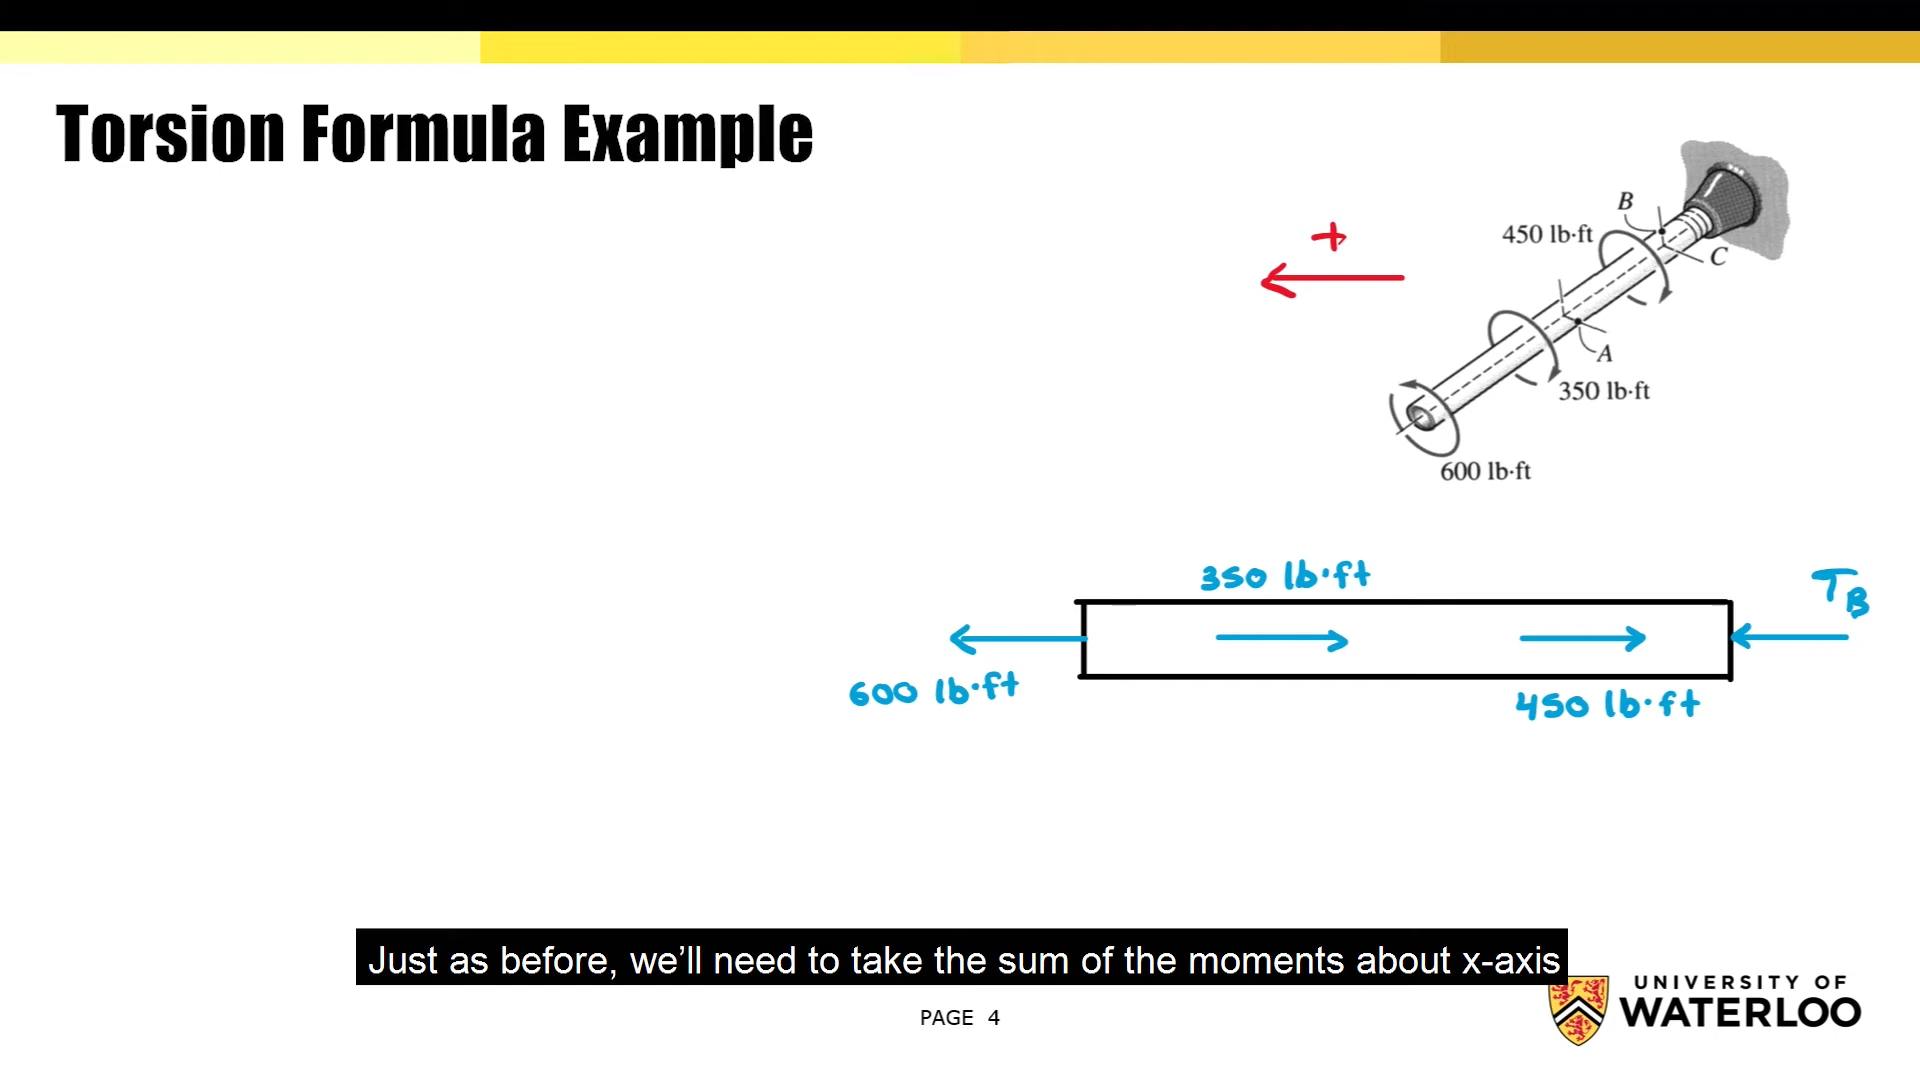 Torsion Formula Example
+
B
450 lb·ft
C
A
350 lb·ft
600 lb·ft
350 lb·ft
T_B
600 lb·ft
450 lb·ft
Just as before, we’ll need to take the sum of the moments about x-axis
PAGE 4
UNIVERSITY OF
WATERLOO